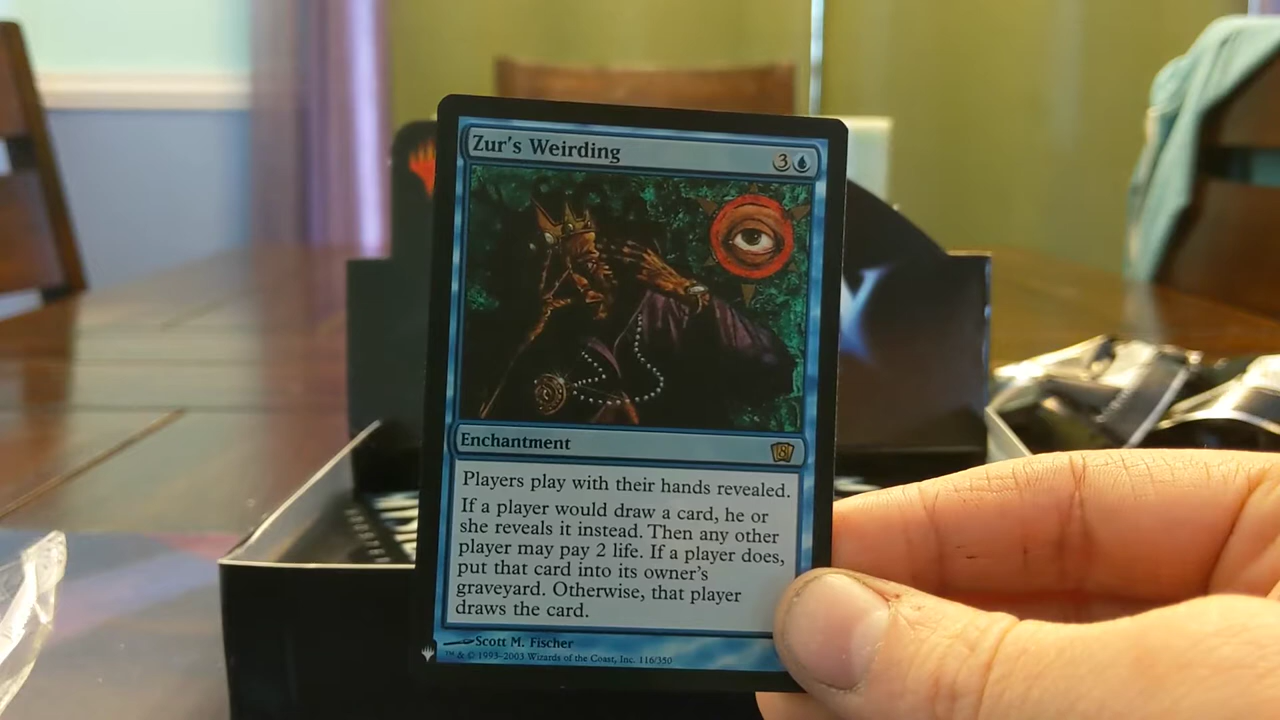 Zur's Weirding 3
Enchantment 8
Players play with their hands revealed.
If a player would draw a card, he or
she reveals it instead. Then any other
player may pay 2 life. If a player does,
put that card into its owner's
graveyard. Otherwise, that player
draws the card.
Scott M. Fischer
™ & © 1993–2003 Wizards of the Coast, Inc. 116/350